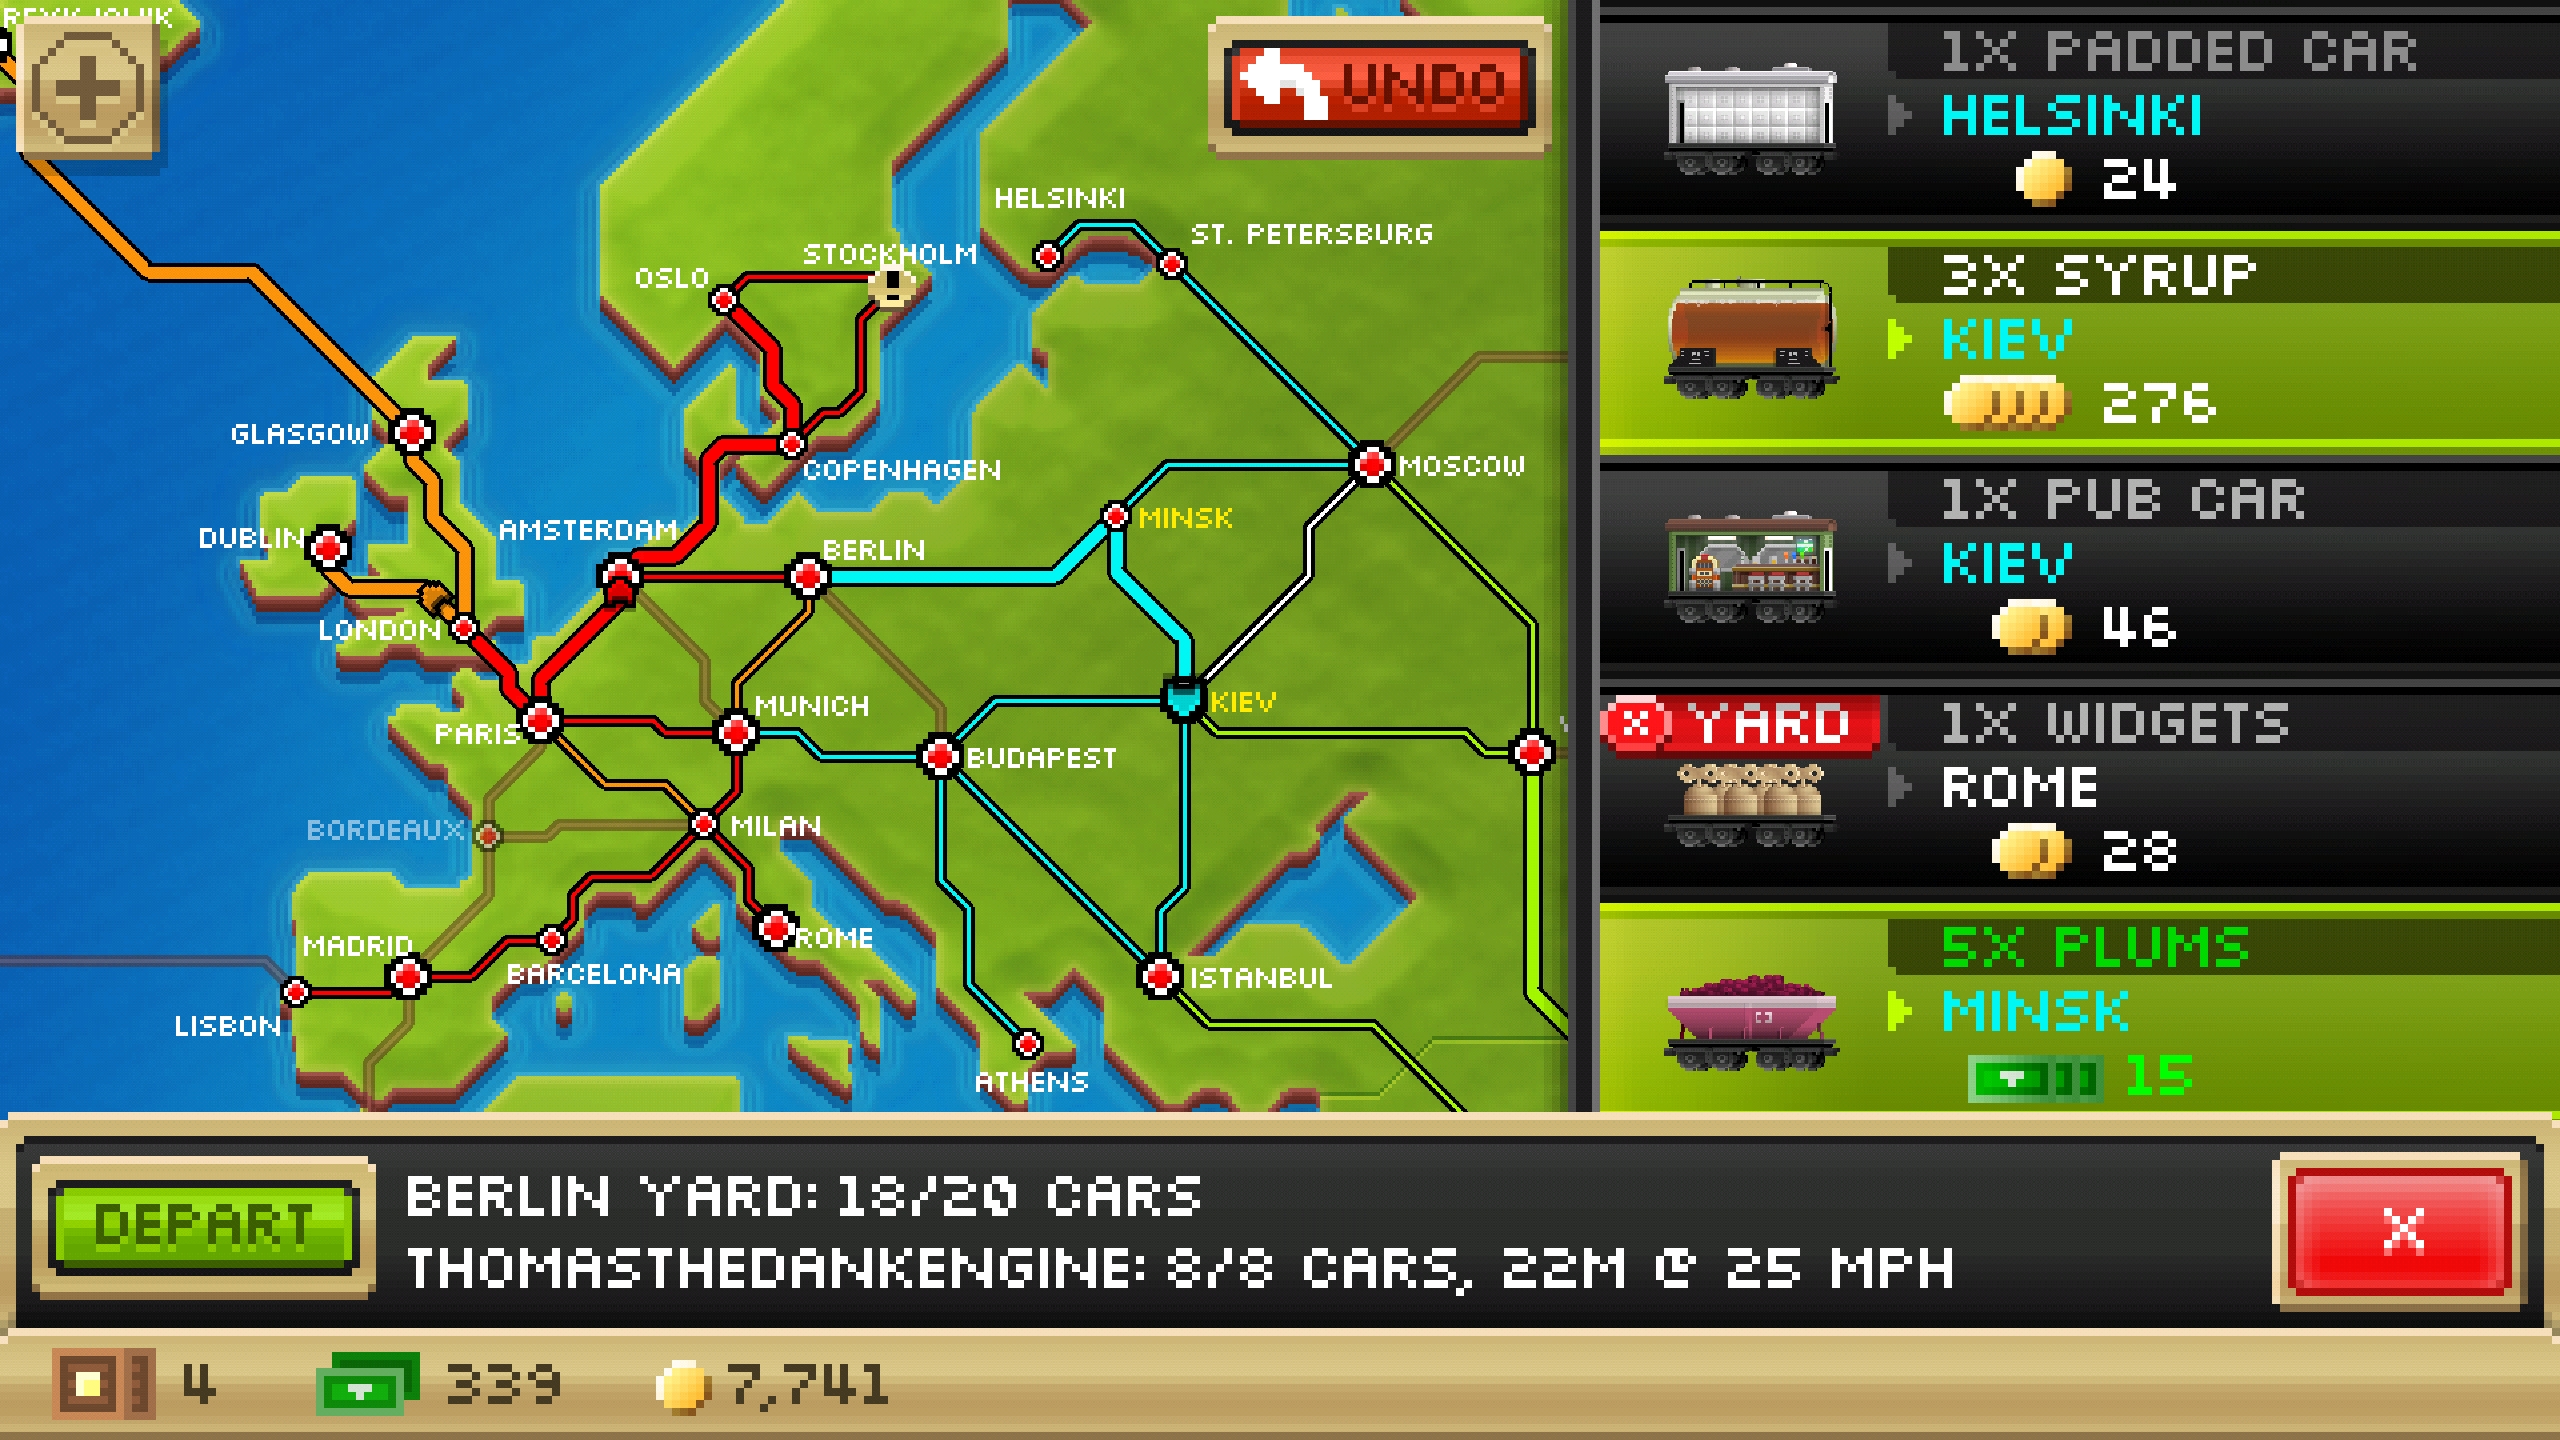 REYKJAVIK
UNDO
HELSINKI
ST. PETERSBURG
STOCKHOLM
OSLO
GLASGOW
COPENHAGEN
MOSCOW
DUBLIN
AMSTERDAM
BERLIN
MINSK
LONDON
PARIS
MUNICH
KIEV
BUDAPEST
BORDEAUX
MILAN
MADRID
ROME
BARCELONA
ISTANBUL
LISBON
ATHENS
1X PADDED CAR
HELSINKI
24
3X SYRUP
KIEV
276
1X PUB CAR
KIEV
46
X YARD
1X WIDGETS
ROME
28
5X PLUMS
MINSK
15
DEPART
BERLIN YARD: 18/20 CARS
THOMASTHEDANKENGINE: 8/8 CARS, 22M @ 25 MPH
X
4
339
7,741